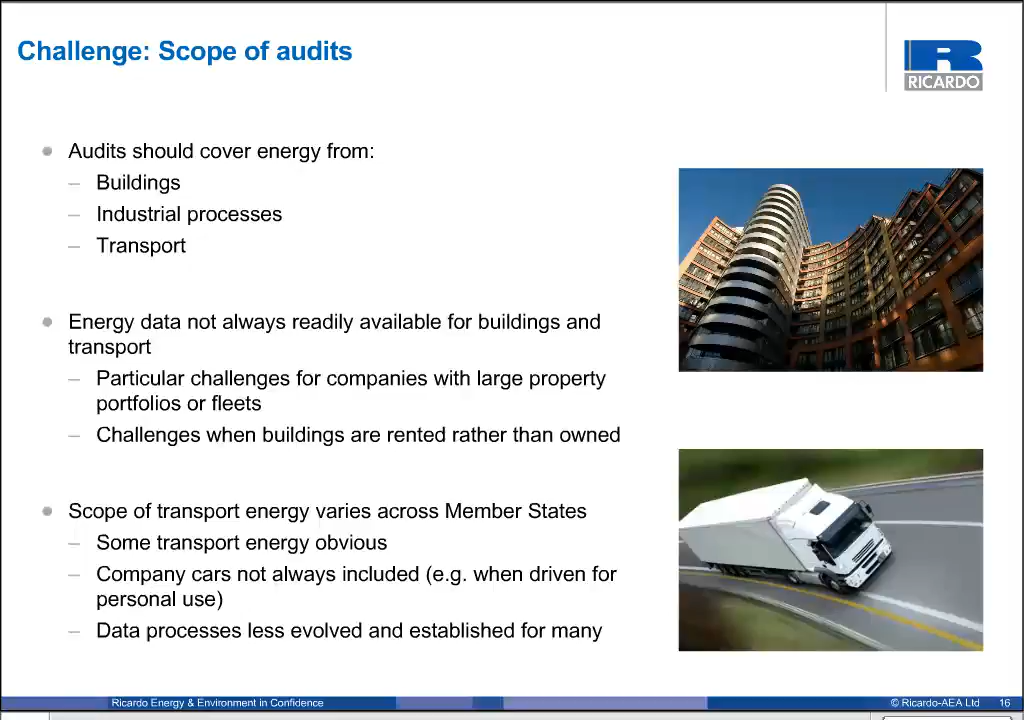 Challenge: Scope of audits
RICARDO
Audits should cover energy from:
– Buildings
– Industrial processes
– Transport
Energy data not always readily available for buildings and
transport
– Particular challenges for companies with large property
portfolios or fleets
– Challenges when buildings are rented rather than owned
Scope of transport energy varies across Member States
– Some transport energy obvious
– Company cars not always included (e.g. when driven for
personal use)
– Data processes less evolved and established for many
Ricardo Energy & Environment in Confidence
© Ricardo-AEA Ltd 16